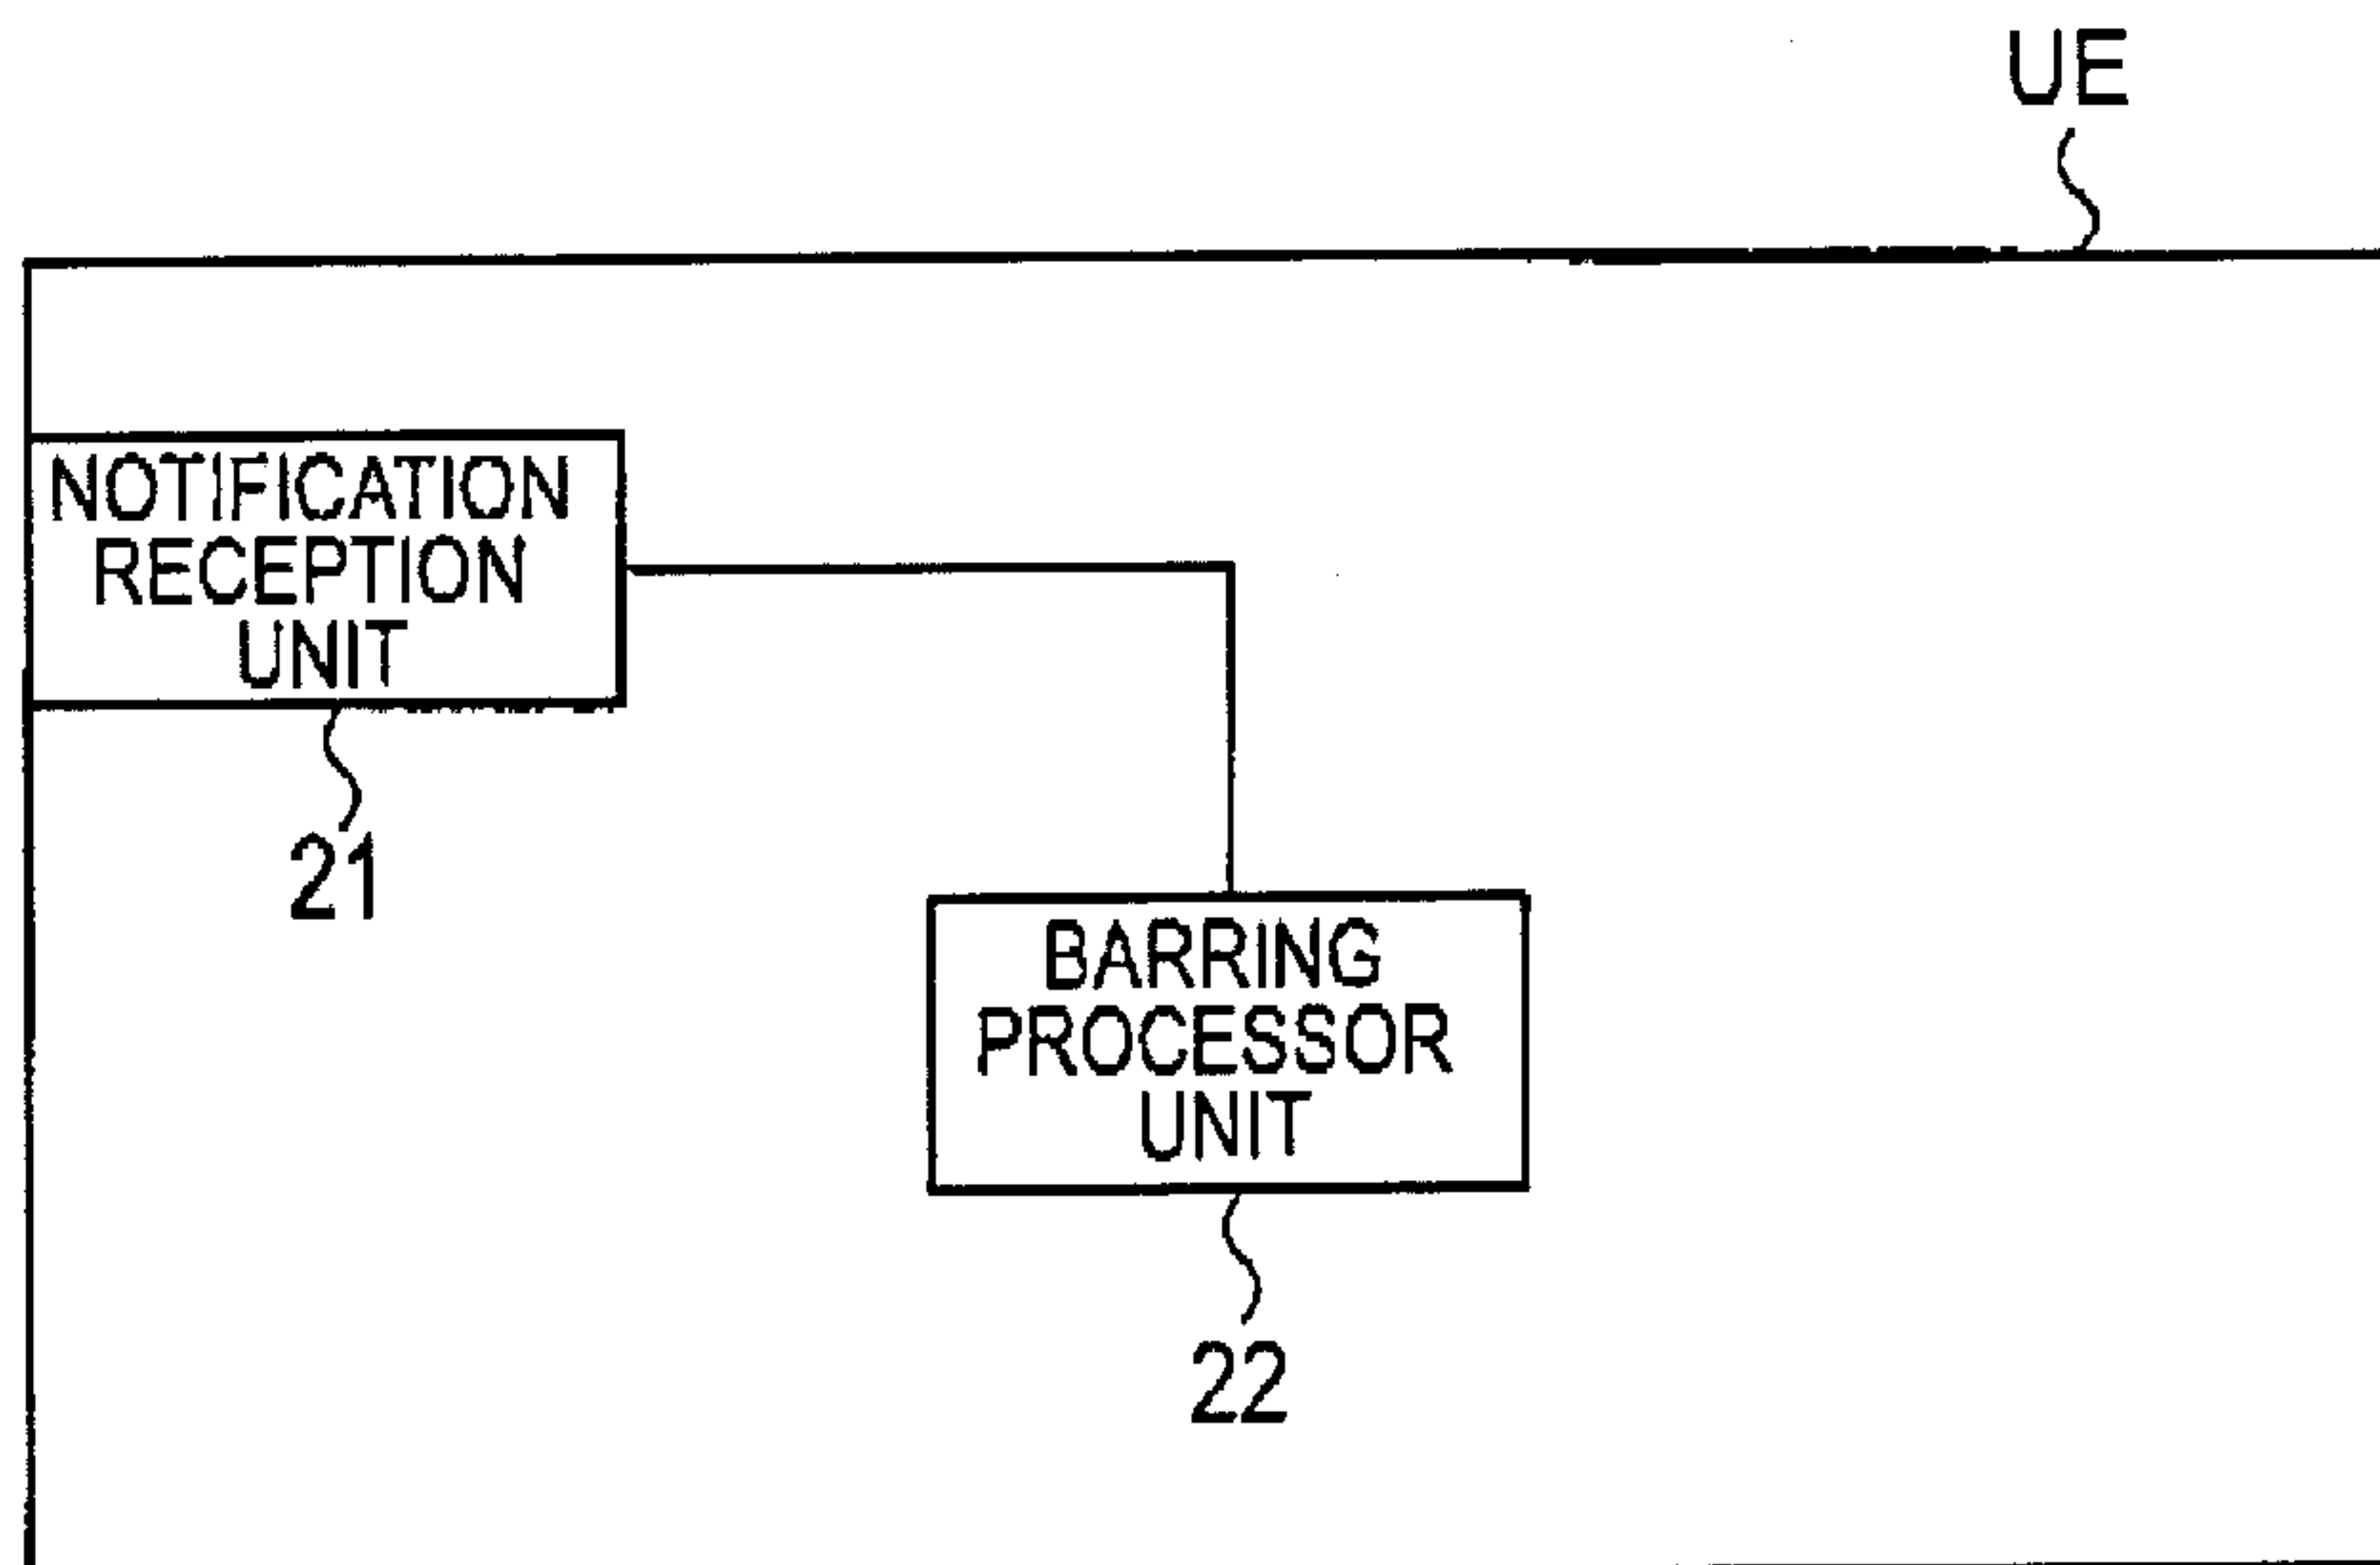 UE
NOTIFICATION
RECEPTION
UNIT
21
BARRING
PROCESSOR
UNIT
22